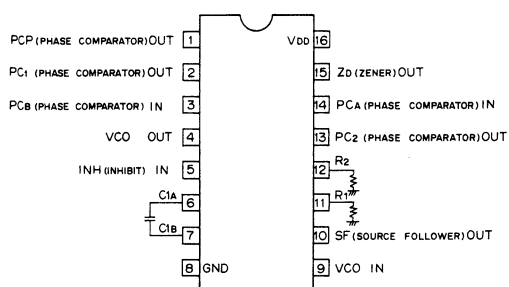 PCP (PHASE COMPARATOR) OUT 1
16 VDD
PC1 (PHASE COMPARATOR) OUT 2
15 ZD (ZENER) OUT
PCB (PHASE COMPARATOR) IN 3
14 PCA (PHASE COMPARATOR) IN
VCO OUT 4
13 PC2 (PHASE COMPARATOR) OUT
INH (INHIBIT) IN 5
12 R2
C1A 6
11 R1
C1B 7
10 SF (SOURCE FOLLOWER) OUT
8 GND
9 VCO IN